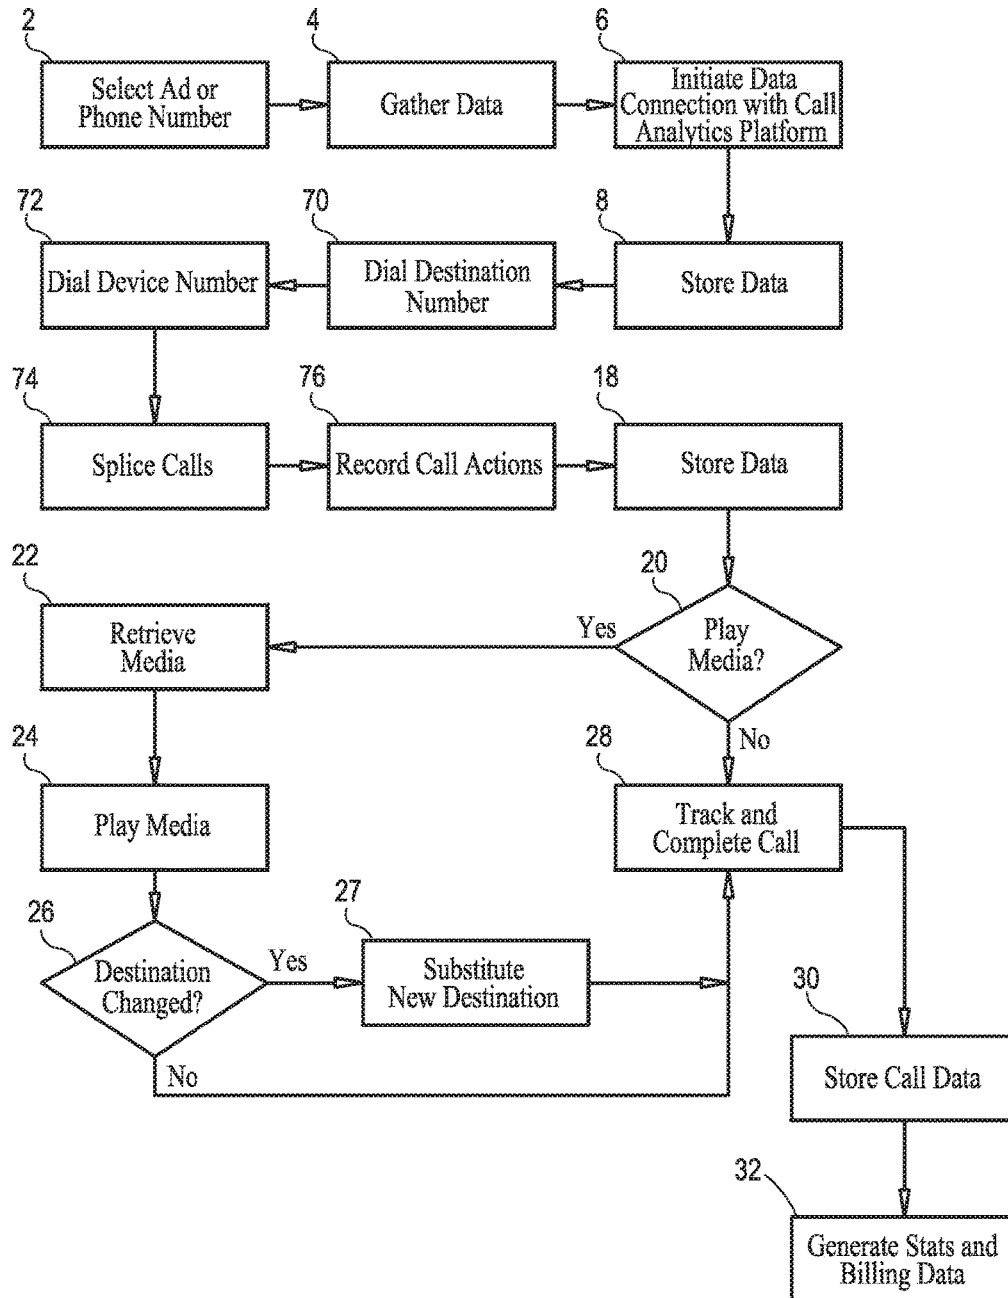 2
4
6
Select Ad or
Phone Number
Gather Data
Initiate Data
Connection with Call
Analytics Platform
72
70
8
Dial Device Number
Dial Destination
Number
Store Data
74
76
18
Splice Calls
Record Call Actions
Store Data
22
20
Retrieve
Media
Yes
Play
Media?
No
24
28
Play Media
Track and
Complete Call
26
27
Destination
Changed?
Yes
Substitute
New Destination
No
30
Store Call Data
32
Generate Stats and
Billing Data